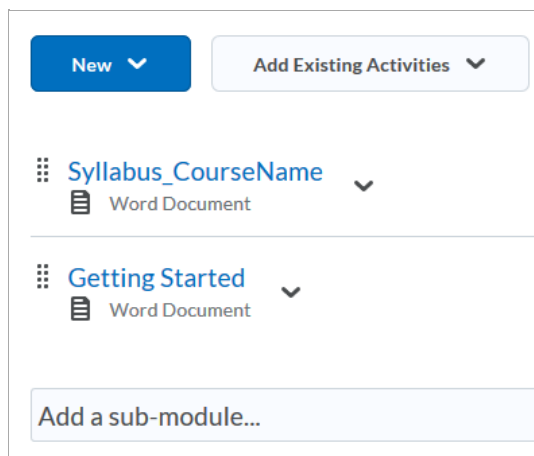 New
Add Existing Activities
Syllabus_CourseName
Word Document
Getting Started
Word Document
Add a sub-module...